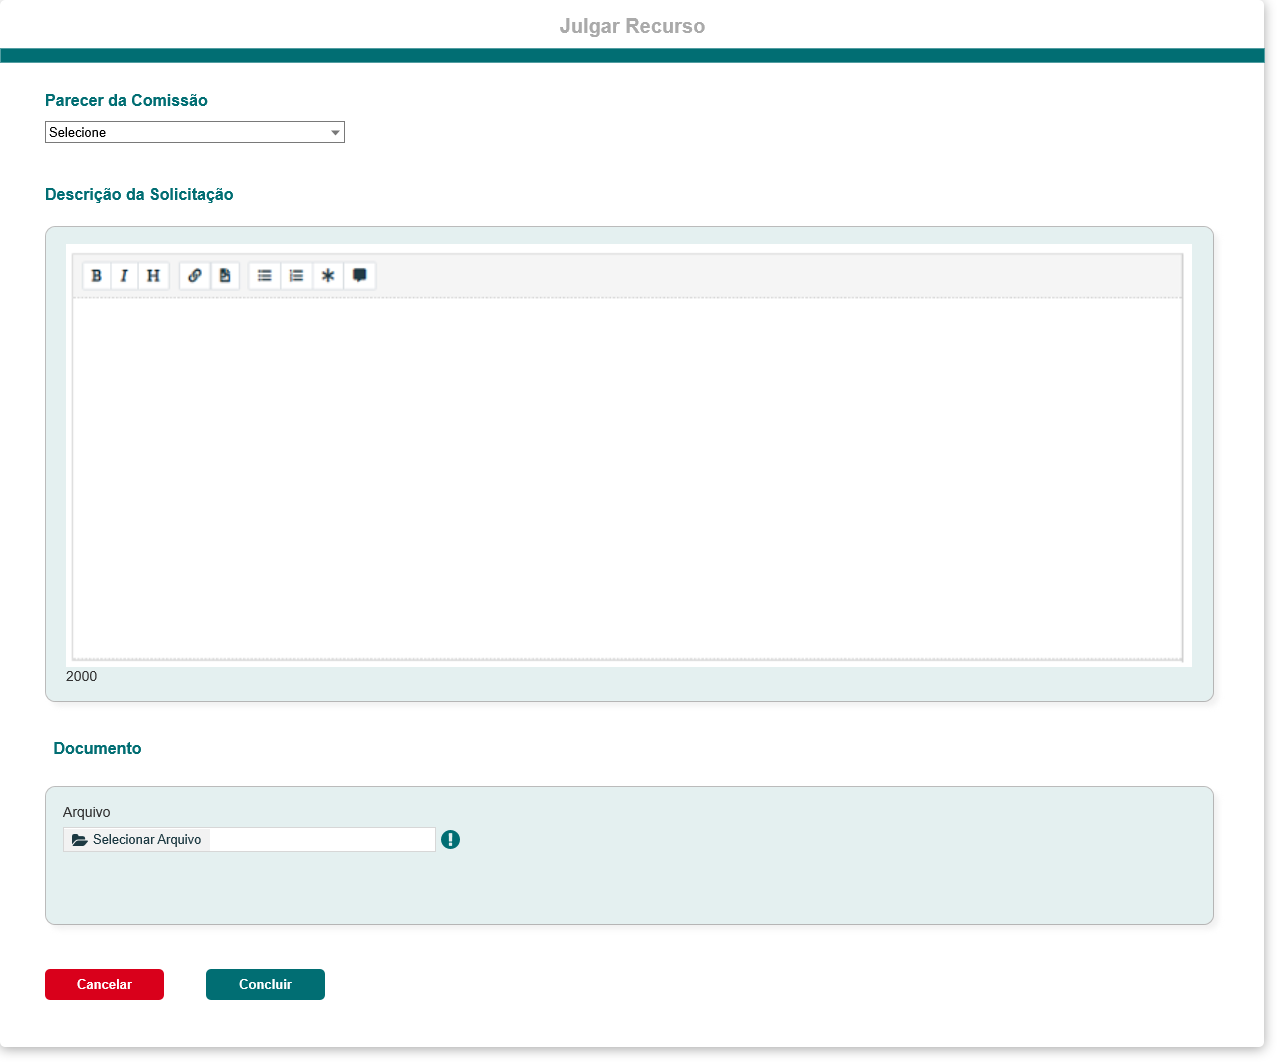 Julgar Recurso
Parecer da Comissão
Selecione
Descrição da Solicitação
B I H
2000
Documento
Arquivo
Selecionar Arquivo
Cancelar Concluir